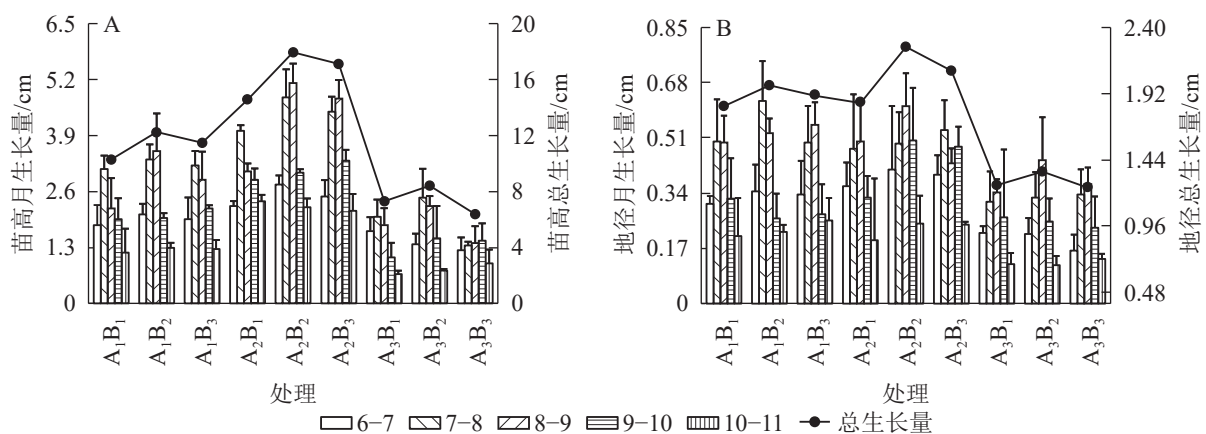 A
6.5
5.2
3.9
2.6
1.3
0
苗高月生长量/cm
20
16
12
8
4
0
苗高总生长量/cm
A₁B₁ A₁B₂ A₁B₃ A₂B₁ A₂B₂ A₂B₃ A₃B₁ A₃B₂ A₃B₃
处理
B
0.85
0.68
0.51
0.34
0.17
0
地径月生长量/cm
2.40
1.92
1.44
0.96
0.48
地径总生长量/cm
A₁B₁ A₁B₂ A₁B₃ A₂B₁ A₂B₂ A₂B₃ A₃B₁ A₃B₂ A₃B₃
处理
6−7 7−8 8−9 9−10 10−11 总生长量